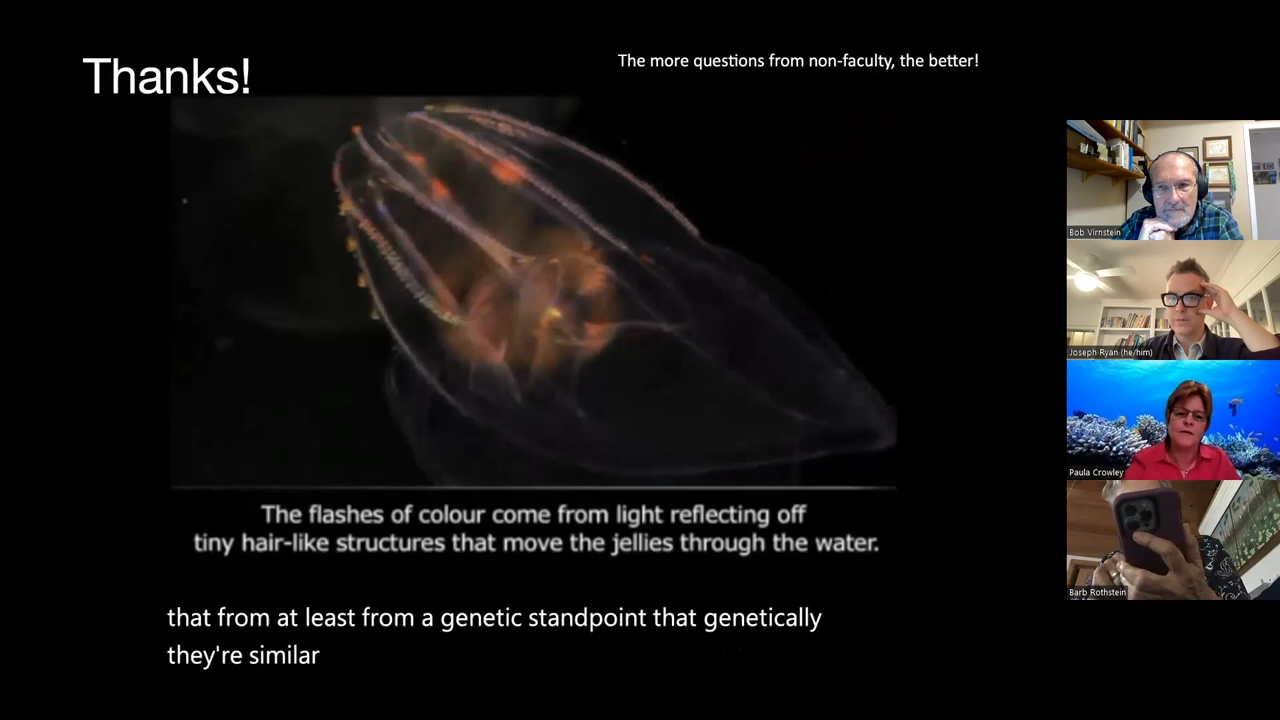 Thanks!
The more questions from non-faculty, the better!
The flashes of colour come from light reflecting off
tiny hair-like structures that move the jellies through the water.
that from at least from a genetic standpoint that genetically
they're similar
Bob Virnstein
Joseph Ryan (he/him)
Paula Crowley
Barb Rothstein